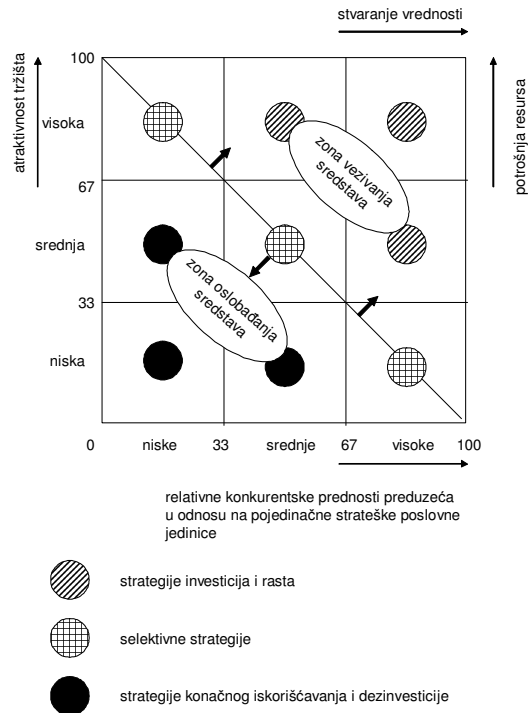 stvaranje vrednosti
100
atraktivnost tržišta
visoka
67
srednja
33
niska
potrošnja resursa
zona vezivanja
sredstava
zona oslobađanja
sredstava
0
niske
33
srednje
67
visoke
100
relativne konkurentske prednosti preduzeća
u odnosu na pojedinačne strateške poslovne
jedinice
strategije investicija i rasta
selektivne strategije
strategije konačnog iskorišćavanja i dezinvesticije